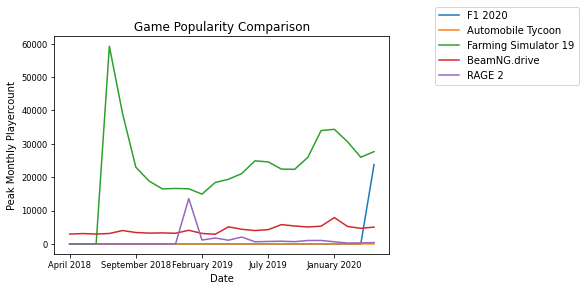 Game Popularity Comparison
F1 2020
Automobile Tycoon
Farming Simulator 19
BeamNG.drive
RAGE 2
Peak Monthly Playercount
60000
50000
40000
30000
20000
10000
0
April 2018 September 2018 February 2019 July 2019 January 2020
Date